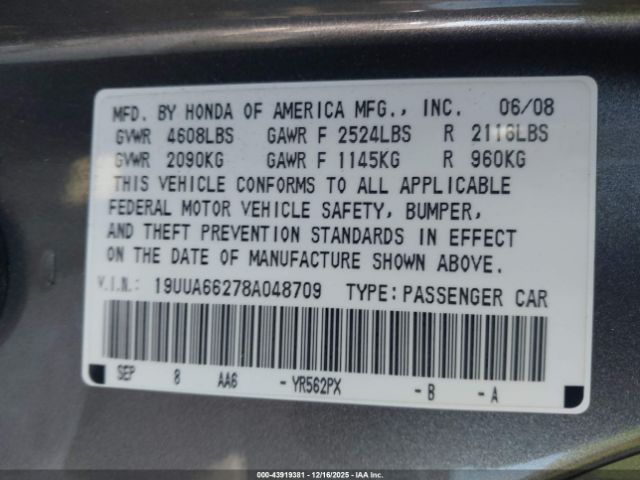 MFD. BY HONDA OF AMERICA MFG., INC. 06/08
GVWR 4608LBS GAWR F 2524LBS R 2116LBS
GVWR 2090KG GAWR F 1145KG R 960KG
THIS VEHICLE CONFORMS TO ALL APPLICABLE
FEDERAL MOTOR VEHICLE SAFETY, BUMPER,
AND THEFT PREVENTION STANDARDS IN EFFECT
ON THE DATE OF MANUFACTURE SHOWN ABOVE.
V.I.N.: 19UUA66278A048709 TYPE:PASSENGER CAR
SEP 8 AA6 -YR562PX -B -A
000-43919381 - 12/16/2025 - IAA Inc.